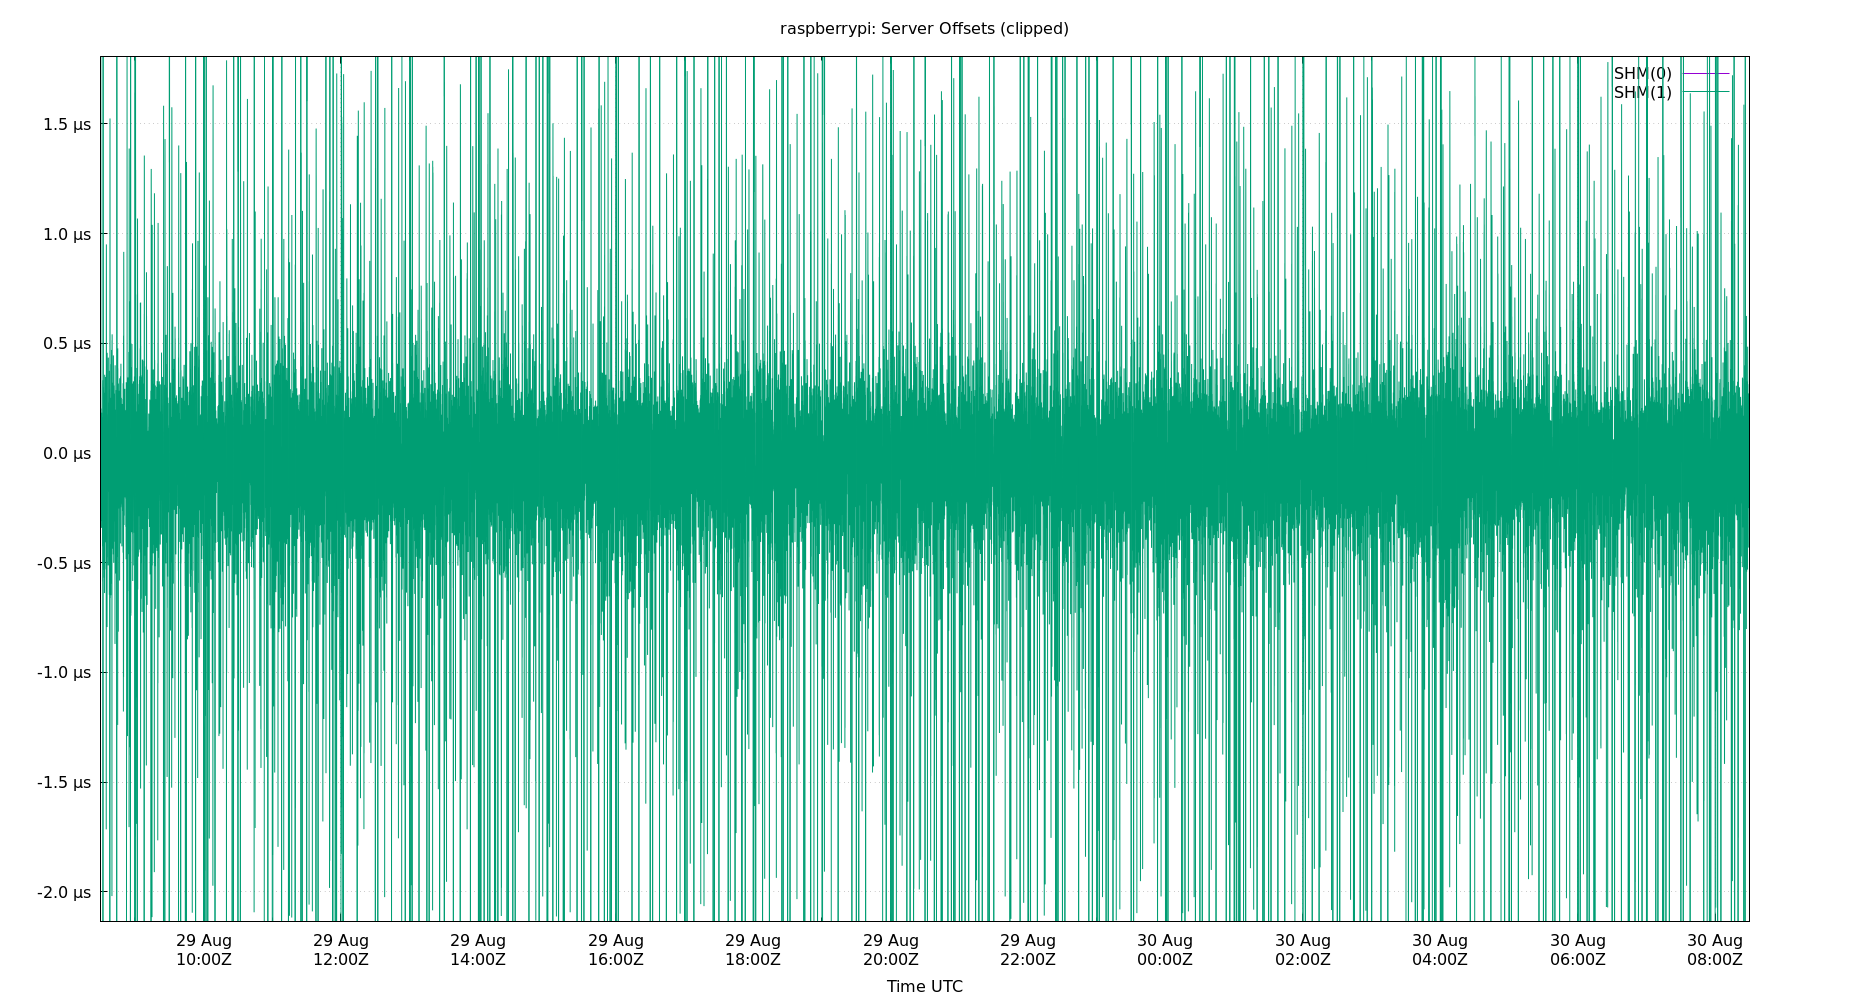 raspberrypi: Server Offsets (clipped)
SHM(0)
SHM(1)
1.5 µs
1.0 µs
0.5 µs
0.0 µs
-0.5 µs
-1.0 µs
-1.5 µs
-2.0 µs
29 Aug 29 Aug 29 Aug 29 Aug 29 Aug 29 Aug 29 Aug 30 Aug 30 Aug 30 Aug 30 Aug 30 Aug
10:00Z 12:00Z 14:00Z 16:00Z 18:00Z 20:00Z 22:00Z 00:00Z 02:00Z 04:00Z 06:00Z 08:00Z
Time UTC